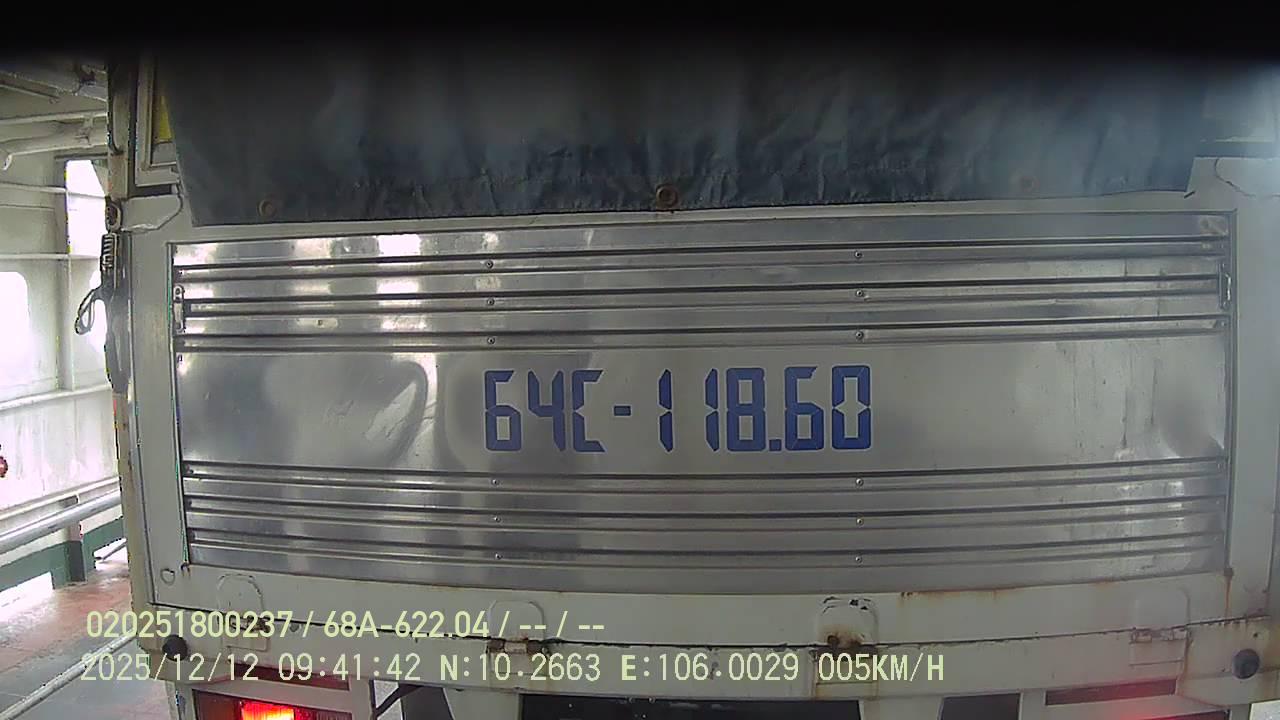 64C-118.60
020251800237 / 68A-622.04 / -- / --
2025/12/12 09:41:42 N:10.2663 E:106.0029 005KM/H